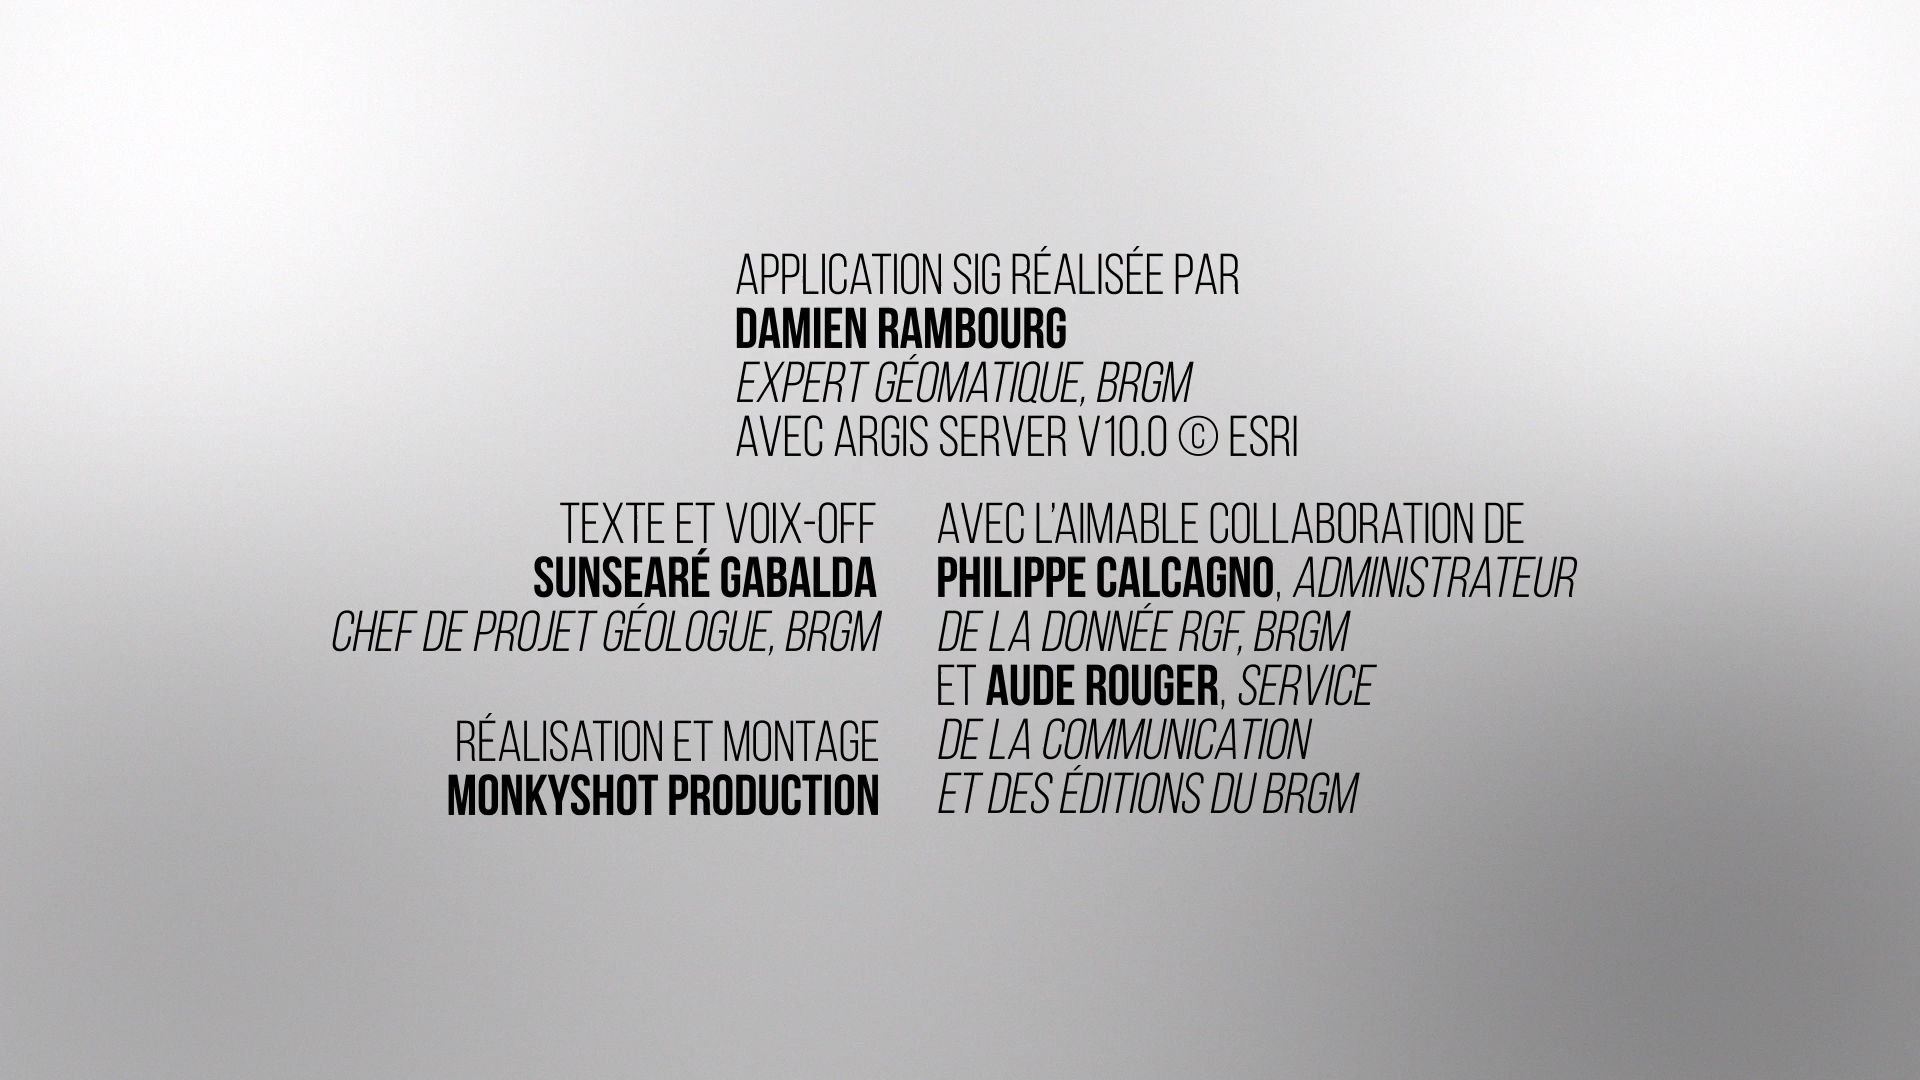 APPLICATION SIG RÉALISÉE PAR
DAMIEN RAMBOURG
EXPERT GÉOMATIQUE, BRGM
AVEC ARGIS SERVER V10.0 © ESRI
TEXTE ET VOIX-OFF
SUNSEARÉ GABALDA
CHEF DE PROJET GÉOLOGUE, BRGM
RÉALISATION ET MONTAGE
MONKYSHOT PRODUCTION
AVEC L'AIMABLE COLLABORATION DE
PHILIPPE CALCAGNO, ADMINISTRATEUR
DE LA DONNÉE RGF, BRGM
ET AUDE ROUGER, SERVICE
DE LA COMMUNICATION
ET DES ÉDITIONS DU BRGM